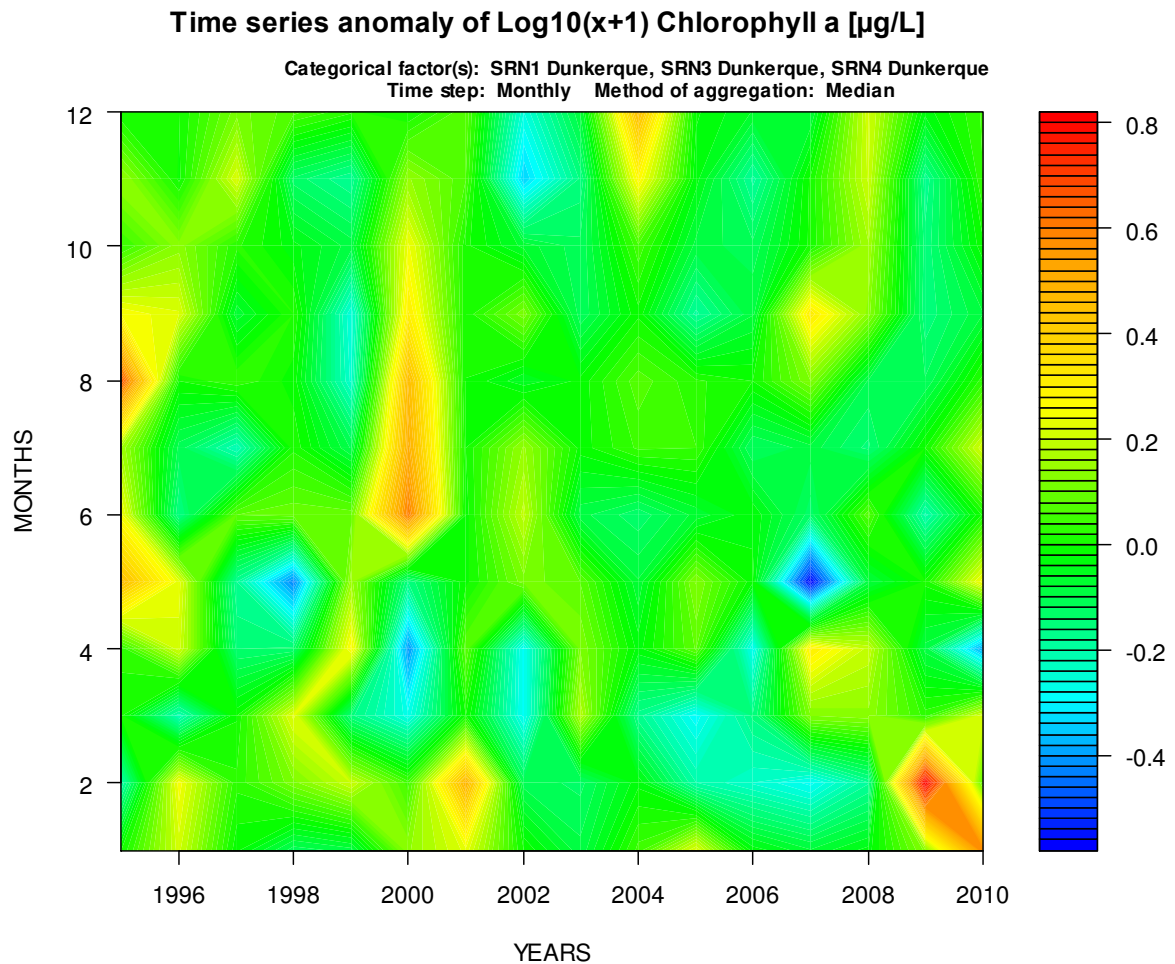 Time series anomaly of Log10(x+1) Chlorophyll a [µg/L]
Categorical factor(s): SRN1 Dunkerque, SRN3 Dunkerque, SRN4 Dunkerque
Time step: Monthly Method of aggregation: Median
12
10
8
6
4
2
MONTHS
1996 1998 2000 2002 2004 2006 2008 2010
YEARS
0.8
0.6
0.4
0.2
0.0
-0.2
-0.4